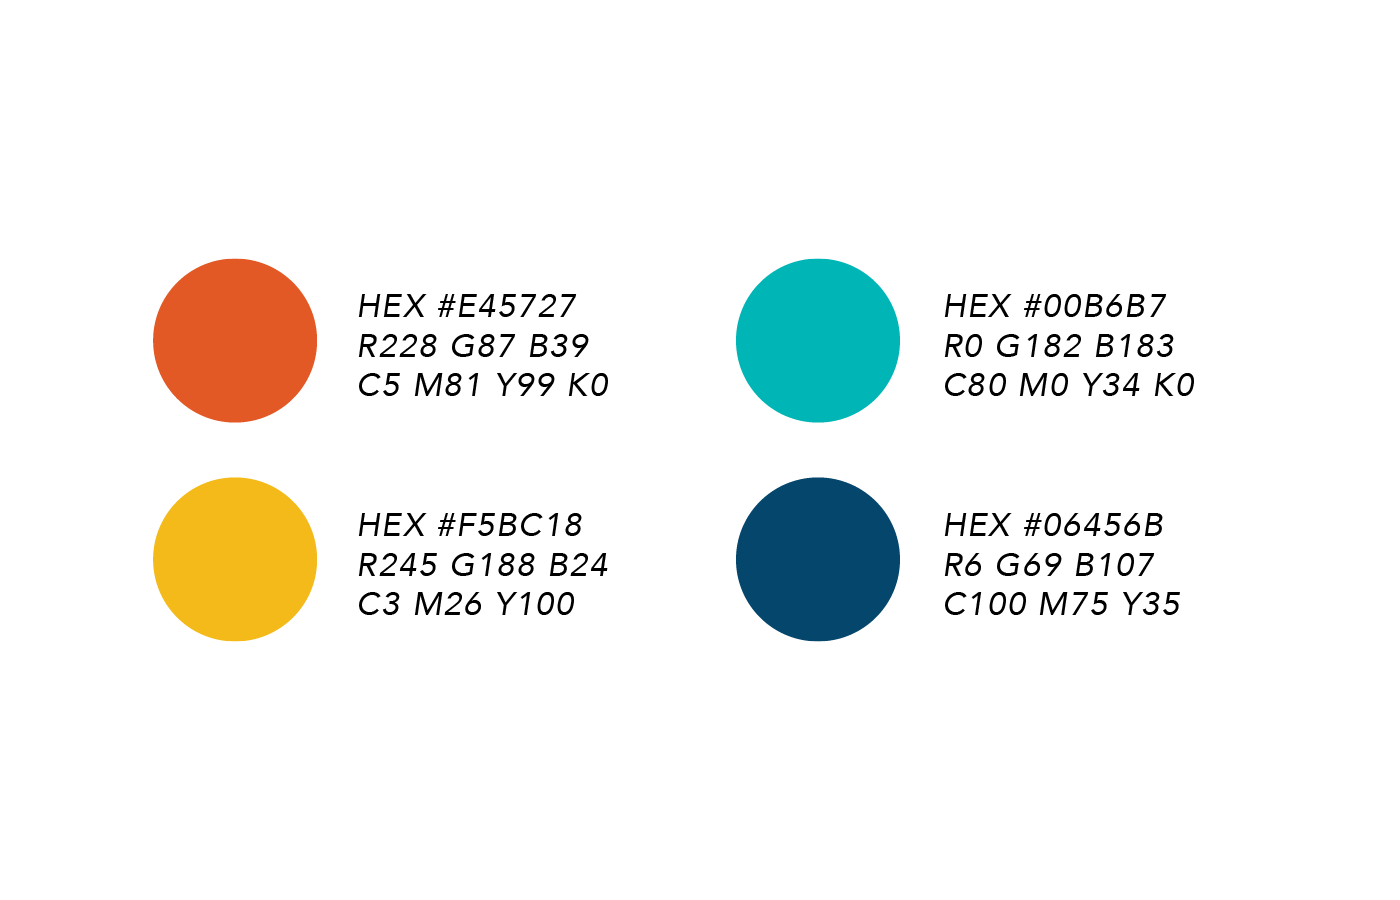 HEX #E45727
R228 G87 B39
C5 M81 Y99 K0
HEX #00B6B7
R0 G182 B183
C80 M0 Y34 K0
HEX #F5BC18
R245 G188 B24
C3 M26 Y100
HEX #06456B
R6 G69 B107
C100 M75 Y35